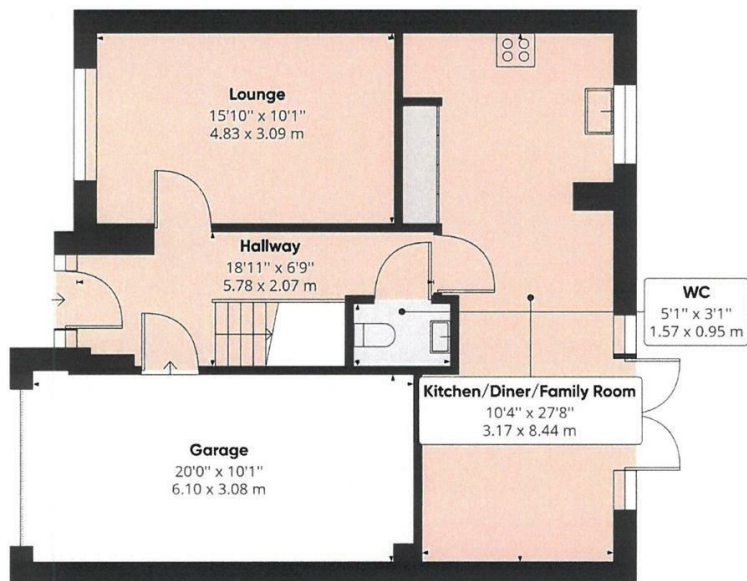 Lounge
15'10" x 10'1"
4.83 x 3.09 m
Hallway
18'11" x 6'9"
5.78 x 2.07 m
WC
5'1" x 3'1"
1.57 x 0.95 m
Kitchen/Diner/Family Room
10'4" x 27'8"
3.17 x 8.44 m
Garage
20'0" x 10'1"
6.10 x 3.08 m